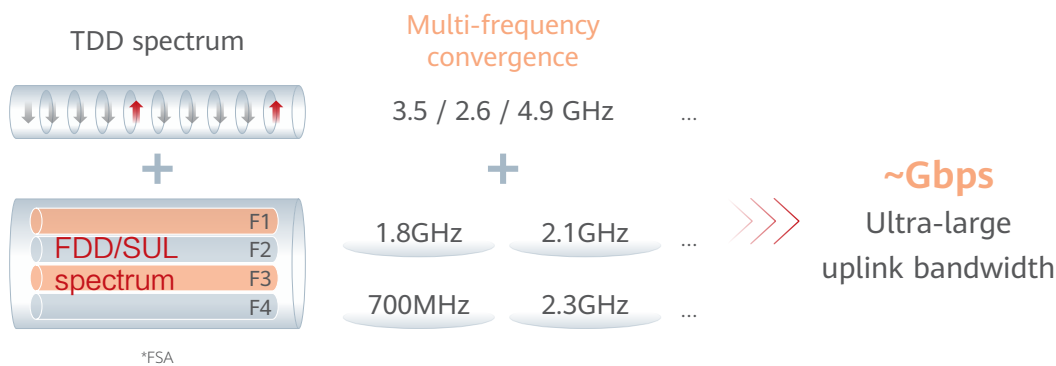 TDD spectrum
Multi-frequency
convergence
3.5 / 2.6 / 4.9 GHz ...
+
+
~Gbps
Ultra-large
uplink bandwidth
F1
FDD/SUL F2
spectrum F3
F4
1.8GHz 2.1GHz ...
700MHz 2.3GHz ...
*FSA